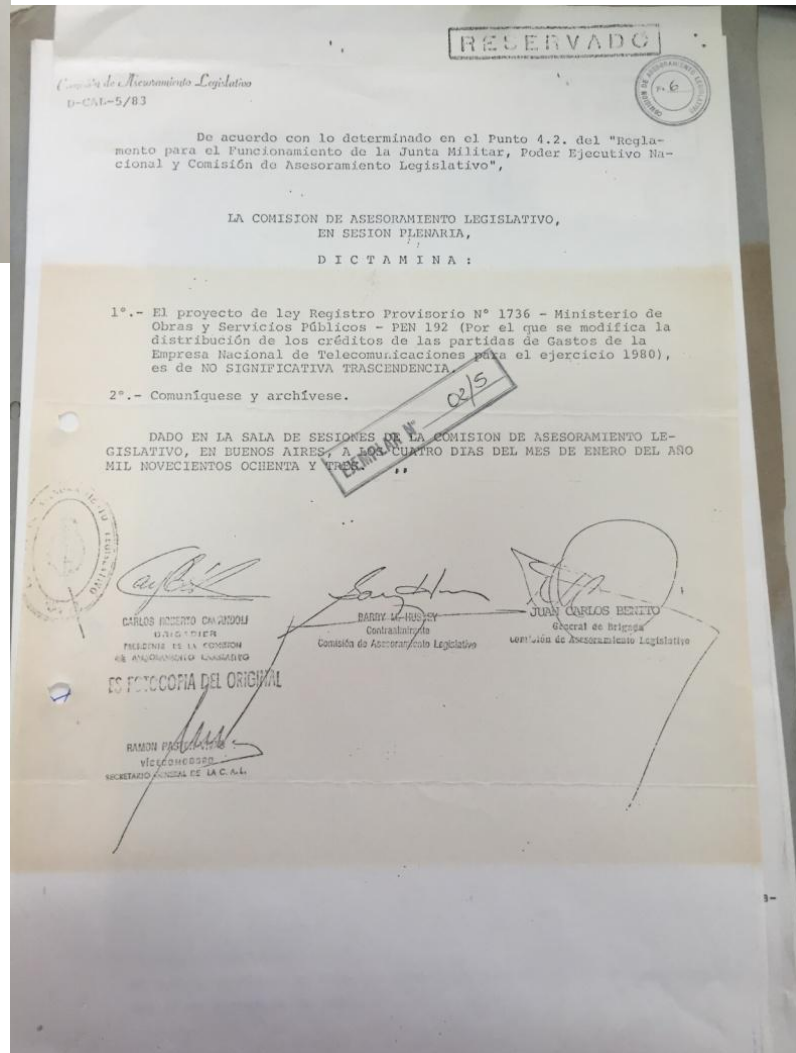 RESERVADO
Comisión de Asesoramiento Legislativo
D-CAL-5/83
De acuerdo con lo determinado en el Punto 4.2. del "Regla-
mento para el Funcionamiento de la Junta Militar, Poder Ejecutivo Na-
cional y Comisión de Asesoramiento Legislativo",
LA COMISION DE ASESORAMIENTO LEGISLATIVO,
EN SESION PLENARIA,
D I C T A M I N A :
1°.- El proyecto de ley Registro Provisorio N° 1736 - Ministerio de
Obras y Servicios Públicos - PEN 192 (Por el que se modifica la
distribución de los créditos de las partidas de Gastos de la
Empresa Nacional de Telecomunicaciones para el ejercicio 1980),
es de NO SIGNIFICATIVA TRASCENDENCIA.
2°.- Comuníquese y archívese.
EJEMPLAR N° 02/5
DADO EN LA SALA DE SESIONES DE LA COMISION DE ASESORAMIENTO LE-
GISLATIVO, EN BUENOS AIRES, A LOS CUATRO DIAS DEL MES DE ENERO DEL AÑO
MIL NOVECIENTOS OCHENTA Y TRES.
CARLOS ROBERTO
BRIGADIER
PRESIDENTE DE LA COMISION
DE ASESORAMIENTO LEGISLATIVO
BARRY
Contraalmirante
Comisión de Asesoramiento Legislativo
JUAN CARLOS BENITO
General de Brigada
Comisión de Asesoramiento Legislativo
ES FOTOCOPIA DEL ORIGINAL
RAMON
VICECOMODORO
SECRETARIO GENERAL DE LA C.A.L.